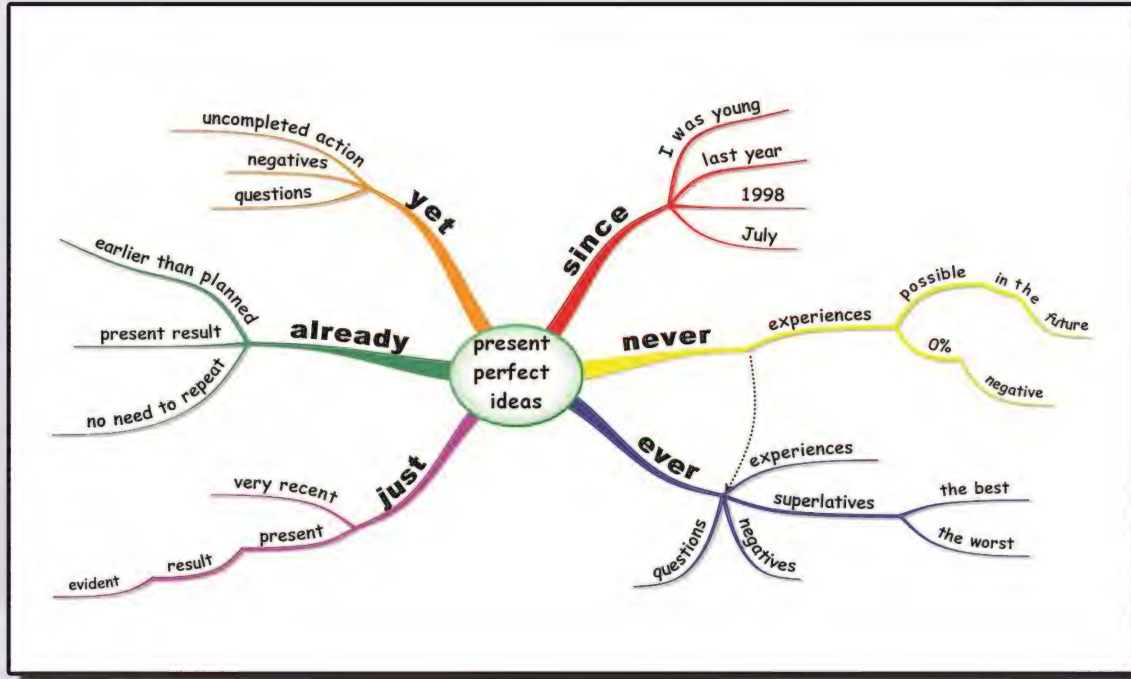 present
perfect
ideas
yet
uncompleted action
negatives
questions
since
I was young
last year
1998
July
already
earlier than planned
present result
no need to repeat
never
experiences
possible
in the
future
0%
negative
just
very recent
present
result
evident
ever
experiences
superlatives
the best
the worst
negatives
questions